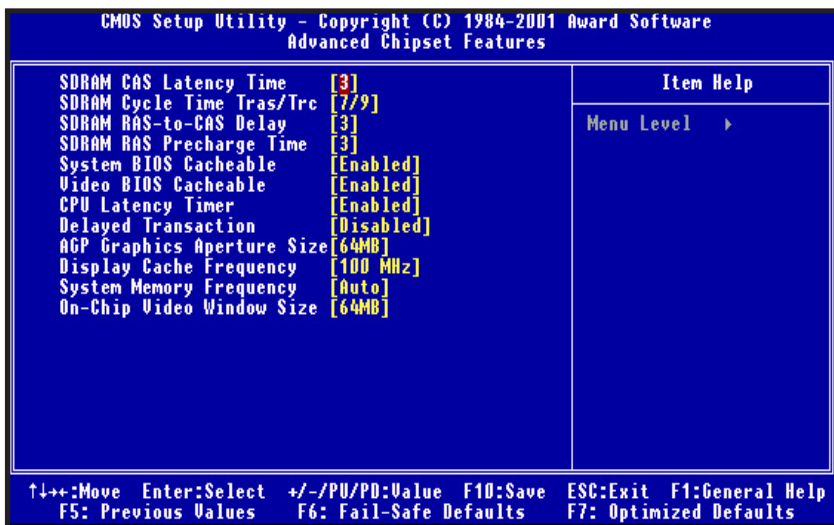 CMOS Setup Utility - Copyright (C) 1984-2001 Award Software
Advanced Chipset Features
SDRAM CAS Latency Time [3]
SDRAM Cycle Time Tras/Trc [7/9]
SDRAM RAS-to-CAS Delay [3]
SDRAM RAS Precharge Time [3]
System BIOS Cacheable [Enabled]
Video BIOS Cacheable [Enabled]
CPU Latency Timer [Enabled]
Delayed Transaction [Disabled]
AGP Graphics Aperture Size[64MB]
Display Cache Frequency [100 MHz]
System Memory Frequency [Auto]
On-Chip Video Window Size [64MB]
Item Help
Menu Level ▸
↑↓→←:Move Enter:Select +/-/PU/PD:Value F10:Save ESC:Exit F1:General Help
F5: Previous Values F6: Fail-Safe Defaults F7: Optimized Defaults